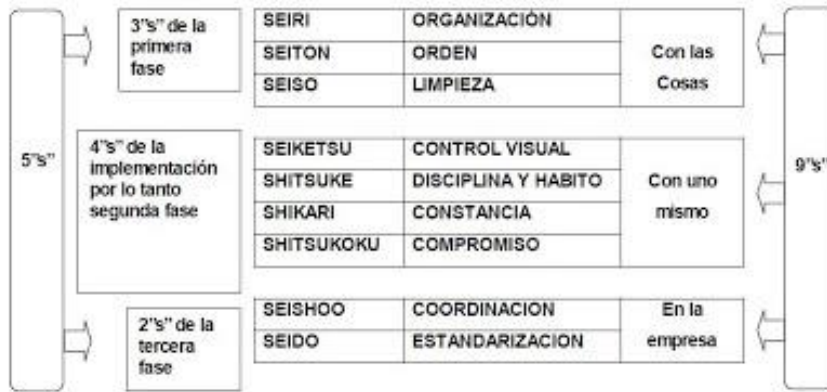 5"s"
3"s" de la
primera
fase
SEIRI ORGANIZACIÓN
SEITON ORDEN
SEISO LIMPIEZA
Con las
Cosas
4"s" de la
implementación
por lo tanto
segunda fase
SEIKETSU CONTROL VISUAL
SHITSUKE DISCIPLINA Y HABITO
SHIKARI CONSTANCIA
SHITSUKOKU COMPROMISO
Con uno
mismo
2"s" de la
tercera
fase
SEISHOO COORDINACION
SEIDO ESTANDARIZACION
En la
empresa
9"s"